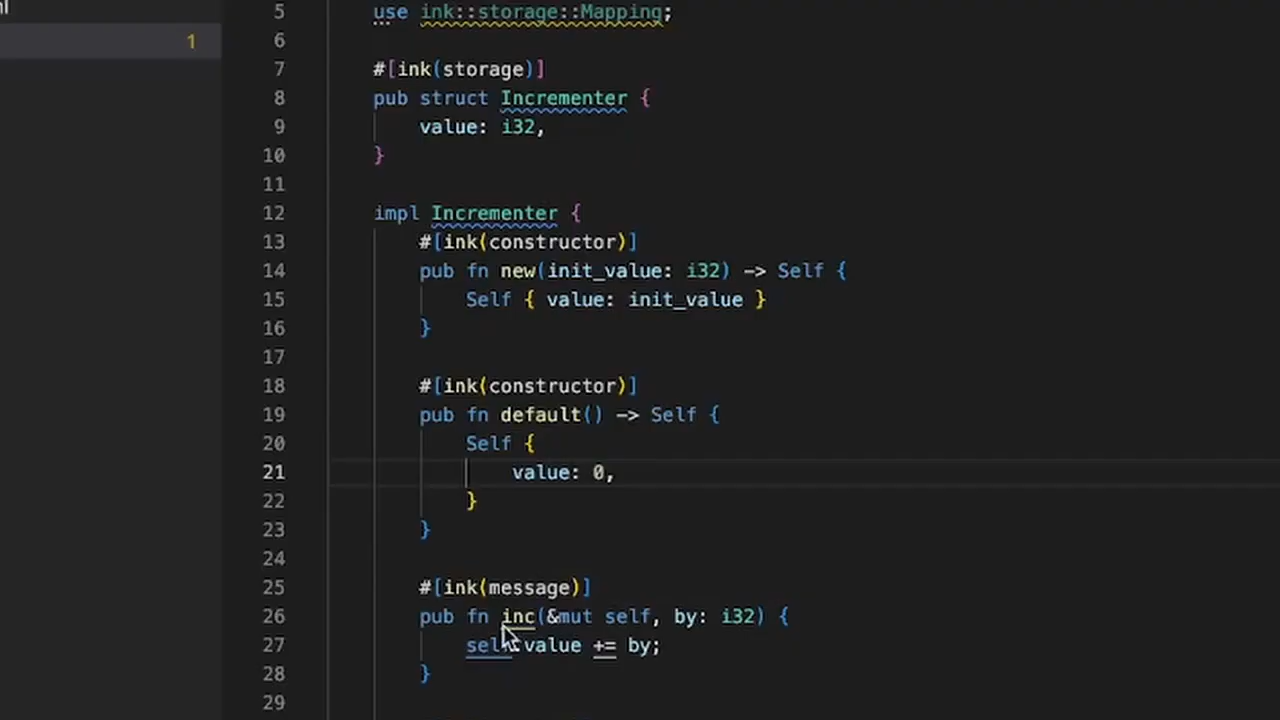 5 use ink::storage::Mapping;
6
1
7 #[ink(storage)]
8 pub struct Incrementer {
9 value: i32,
10 }
11
12 impl Incrementer {
13 #[ink(constructor)]
14 pub fn new(init_value: i32) -> Self {
15 Self { value: init_value }
16 }
17
18 #[ink(constructor)]
19 pub fn default() -> Self {
20 Self {
21 value: 0,
22 }
23 }
24
25 #[ink(message)]
26 pub fn inc(&mut self, by: i32) {
27 self.value += by;
28 }
29